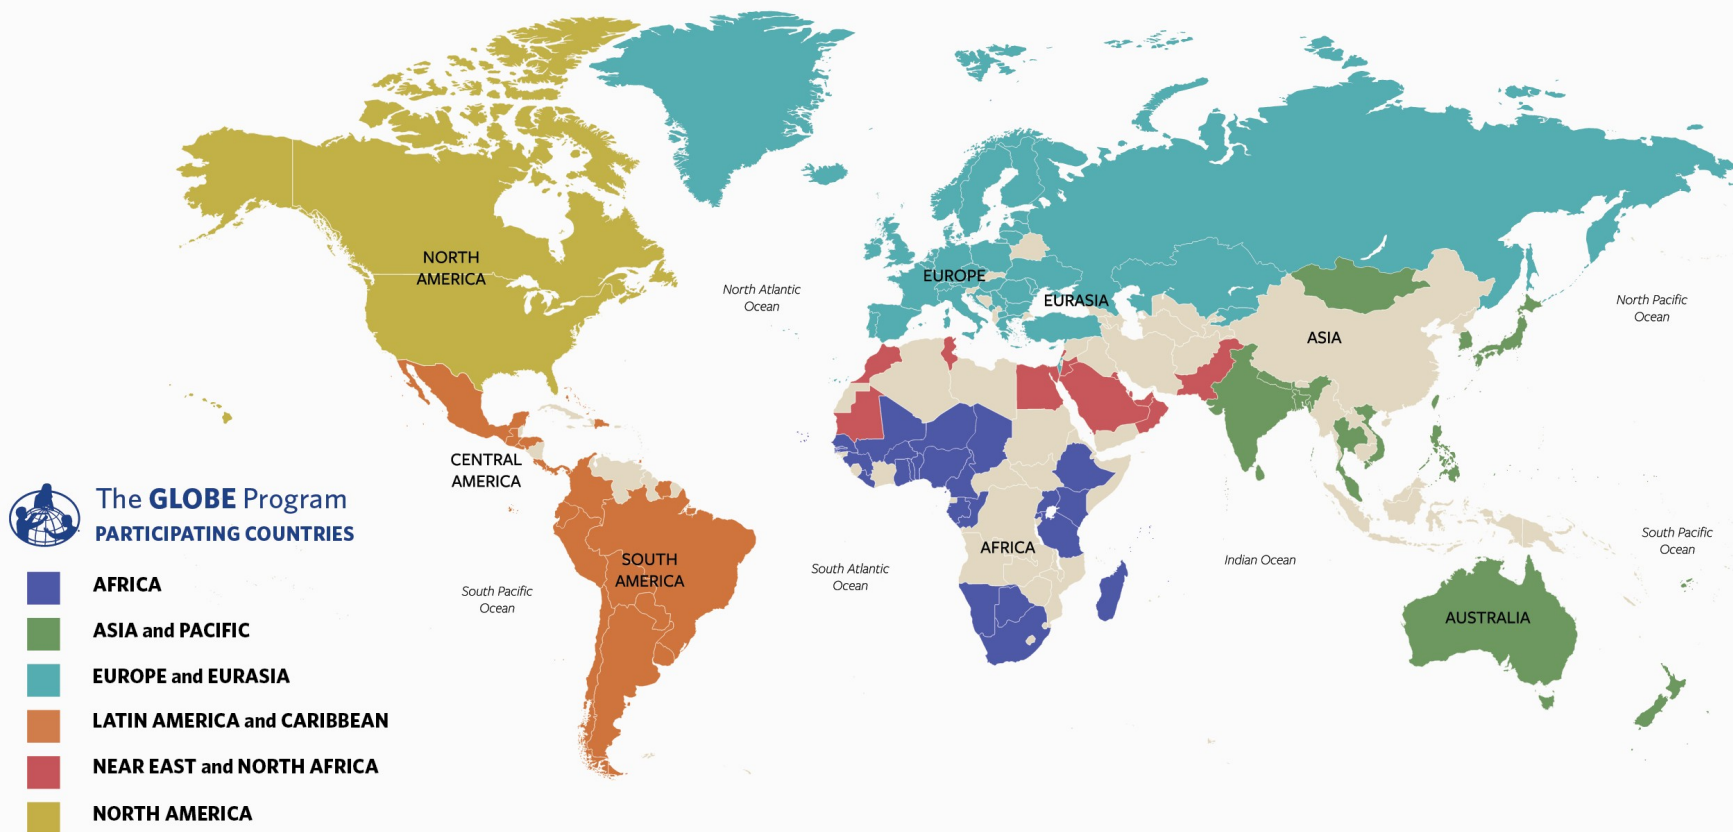 NORTH
AMERICA
North Atlantic
Ocean
EUROPE
EURASIA
ASIA
North Pacific
Ocean
CENTRAL
AMERICA
SOUTH
AMERICA
South Pacific
Ocean
South Atlantic
Ocean
AFRICA
Indian Ocean
South Pacific
Ocean
AUSTRALIA
The GLOBE Program
PARTICIPATING COUNTRIES
AFRICA
ASIA and PACIFIC
EUROPE and EURASIA
LATIN AMERICA and CARIBBEAN
NEAR EAST and NORTH AFRICA
NORTH AMERICA